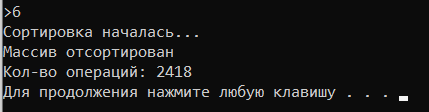 >6
Сортировка началась...
Массив отсортирован
Кол-во операций: 2418
Для продолжения нажмите любую клавишу . . .